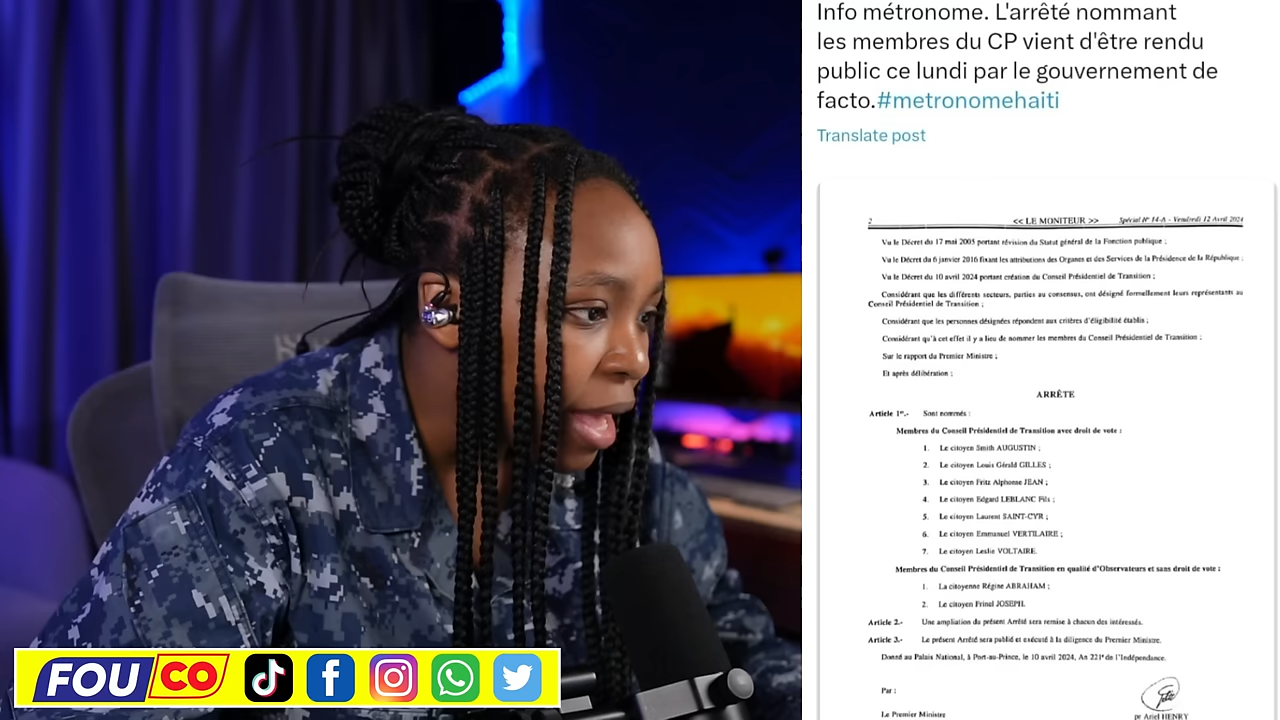 Info métronome. L'arrêté nommant
les membres du CP vient d'être rendu
public ce lundi par le gouvernement de
facto.#metronomehaiti
Translate post
2 << LE MONITEUR >> Spécial Nº 14-A - Vendredi 12 Avril 2024
Vu le Décret du 17 mai 2005 portant révision du Statut général de la Fonction publique ;
Vu le Décret du 6 janvier 2016 fixant les attributions des Organes et des Services de la Présidence de la République ;
Vu le Décret du 10 avril 2024 portant création du Conseil Présidentiel de Transition ;
Considérant que les différents secteurs, parties au consensus, ont désigné formellement leurs représentants au
Conseil Présidentiel de Transition ;
Considérant que les personnes désignées répondent aux critères d'éligibilité établis ;
Considérant qu'à cet effet il y a lieu de nommer les membres du Conseil Présidentiel de Transition ;
Sur le rapport du Premier Ministre ;
Et après délibération ;
ARRÊTE
Article 1er.- Sont nommés :
Membres du Conseil Présidentiel de Transition avec droit de vote :
1. Le citoyen Smith AUGUSTIN ;
2. Le citoyen Louis Gérald GILLES ;
3. Le citoyen Fritz Alphonse JEAN ;
4. Le citoyen Edgard LEBLANC Fils ;
5. Le citoyen Laurent SAINT-CYR ;
6. Le citoyen Emmanuel VERTILAIRE ;
7. Le citoyen Leslie VOLTAIRE.
Membres du Conseil Présidentiel de Transition en qualité d'Observateurs et sans droit de vote :
1. La citoyenne Régine ABRAHAM ;
2. Le citoyen Frinel JOSEPH.
Article 2.- Une ampliation du présent Arrêté sera remise à chacun des intéressés.
Article 3.- Le présent Arrêté sera publié et exécuté à la diligence du Premier Ministre.
Donné au Palais National, à Port-au-Prince, le 10 avril 2024, An 221e de l'Indépendance.
Par :
Le Premier Ministre
pr Ariel HENRY
FOU CO